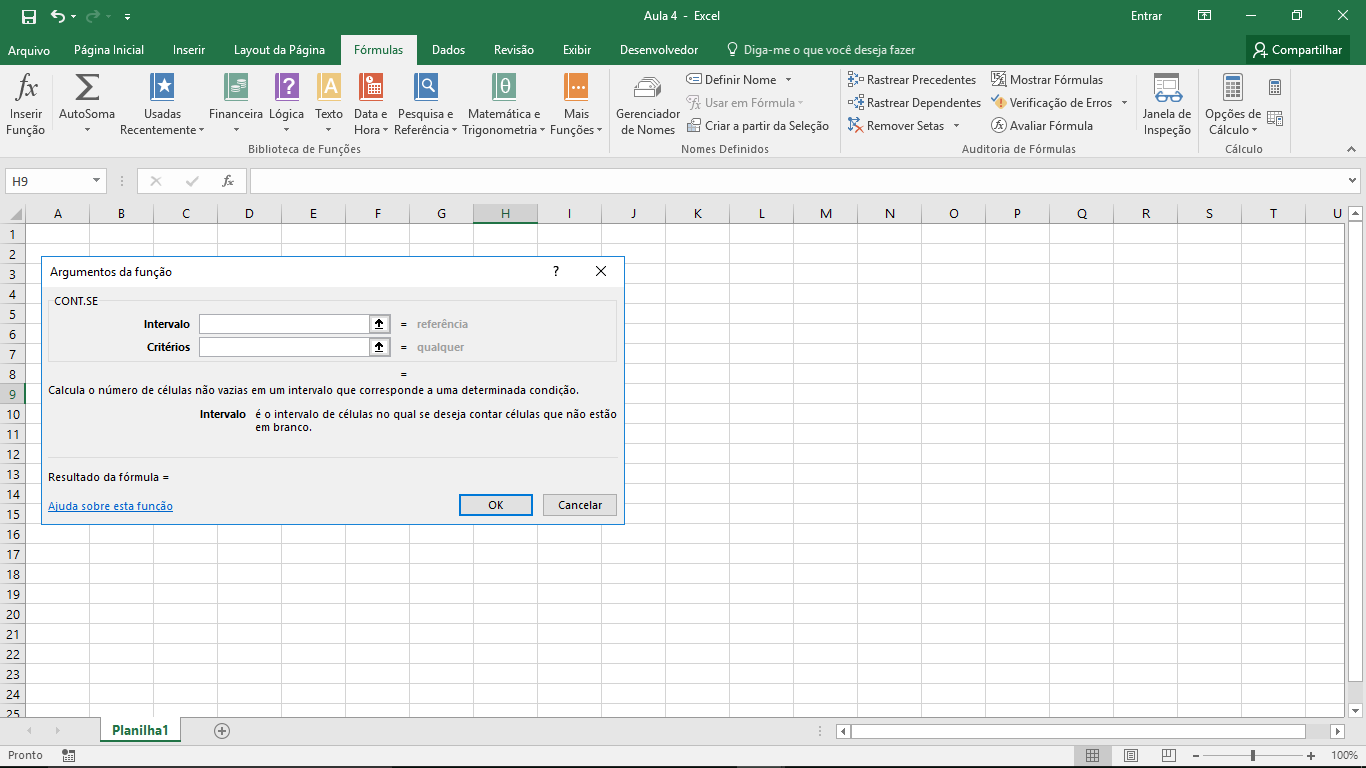 Aula 4 - Excel
Entrar
Arquivo Página Inicial Inserir Layout da Página Fórmulas Dados Revisão Exibir Desenvolvedor Diga-me o que você deseja fazer Compartilhar
fx Inserir Função
Σ AutoSoma
Usadas Recentemente
Financeira
? Lógica
A Texto
Data e Hora
Pesquisa e Referência
θ Matemática e Trigonometria
Mais Funções
Biblioteca de Funções
Gerenciador de Nomes
Definir Nome
Usar em Fórmula
Criar a partir da Seleção
Nomes Definidos
Rastrear Precedentes
Rastrear Dependentes
Remover Setas
Mostrar Fórmulas
Verificação de Erros
Avaliar Fórmula
Auditoria de Fórmulas
Janela de Inspeção
Opções de Cálculo
Cálculo
H9 fx
A B C D E F G H I J K L M N O P Q R S T U
1
2
3
4
5
6
7
8
9
10
11
12
13
14
15
16
17
18
19
20
21
22
23
24
25
Argumentos da função ?
CONT.SE
Intervalo = referência
Critérios = qualquer
=
Calcula o número de células não vazias em um intervalo que corresponde a uma determinada condição.
Intervalo é o intervalo de células no qual se deseja contar células que não estão
em branco.
Resultado da fórmula =
Ajuda sobre esta função
OK Cancelar
Planilha1
Pronto
100%